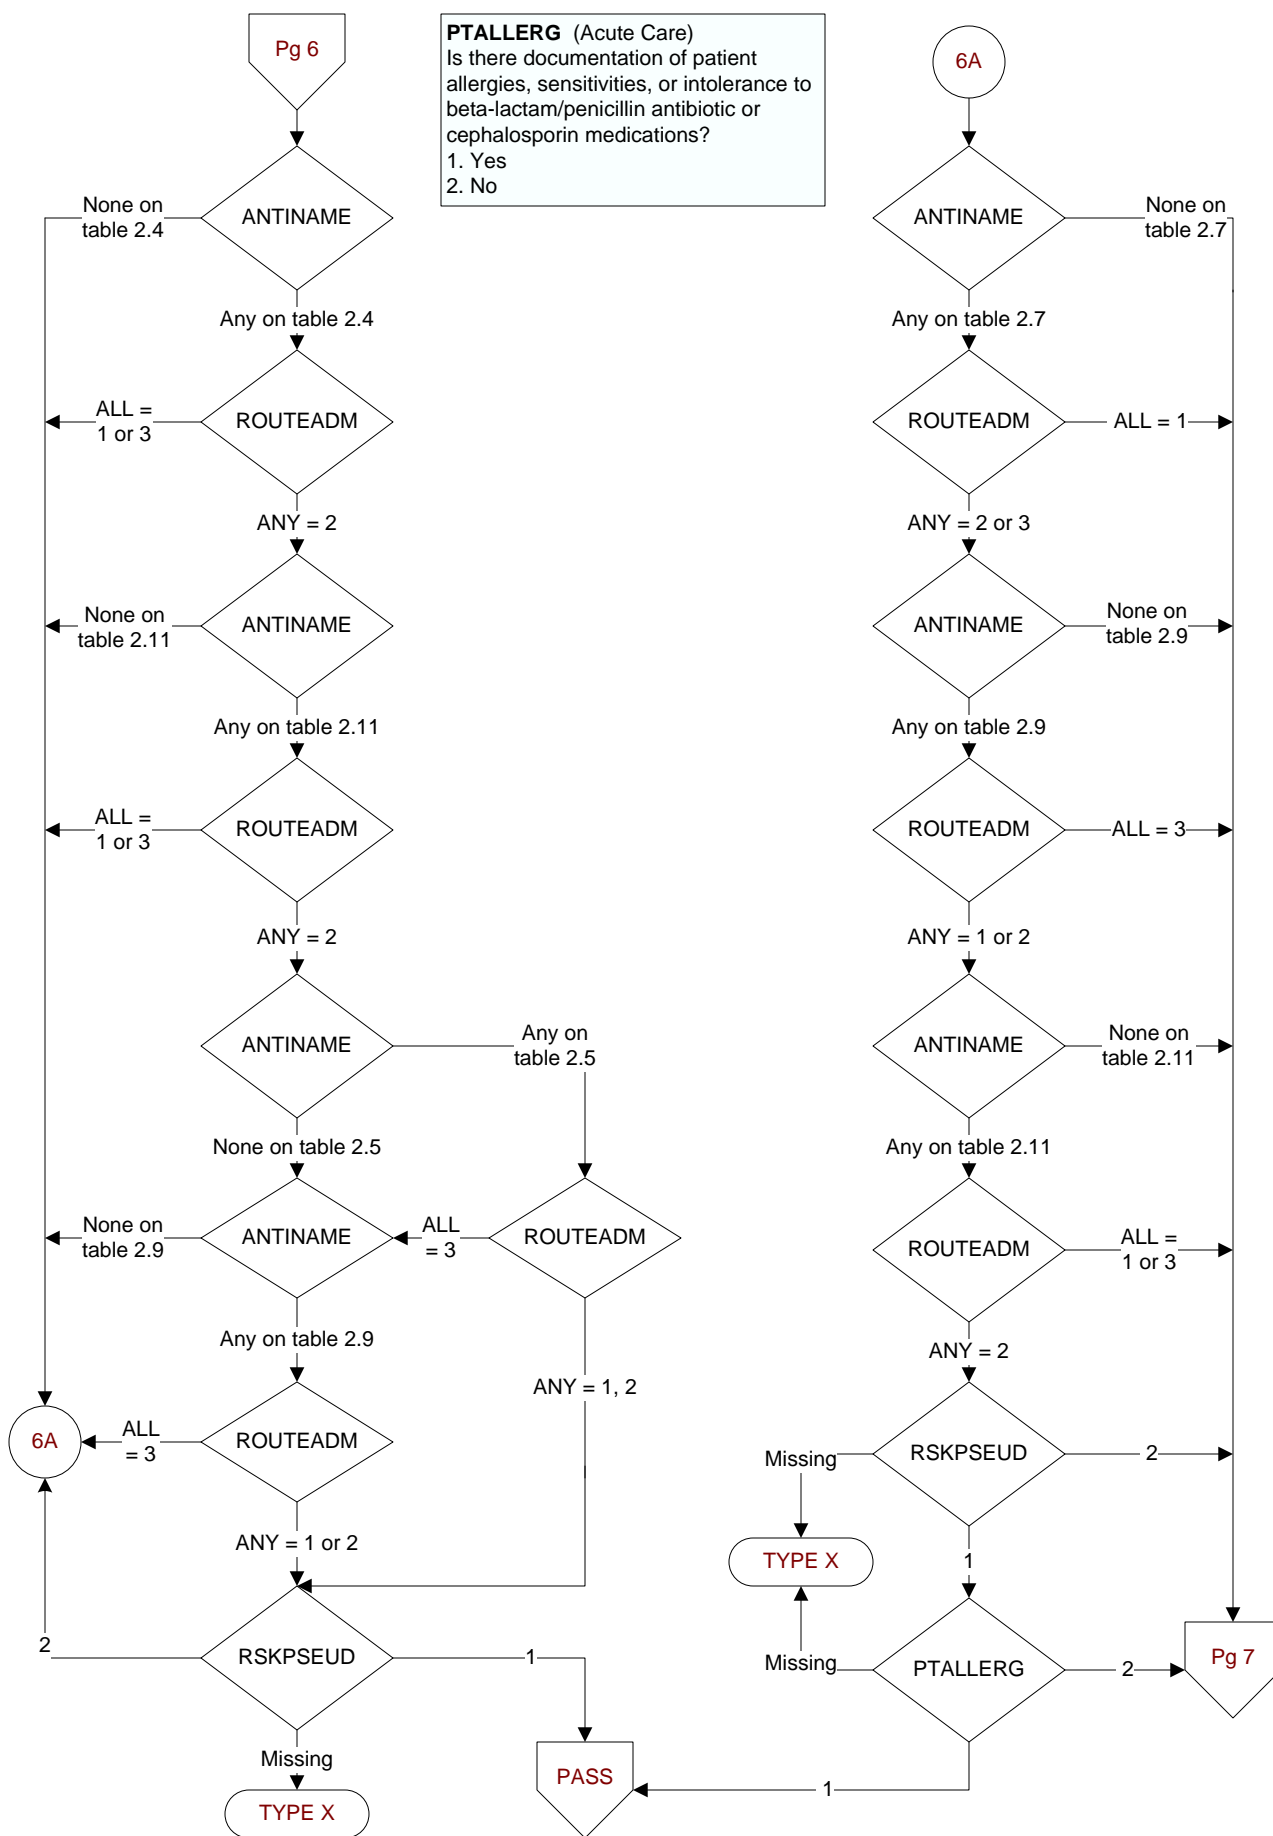 Pg 6
PTALLERG (Acute Care)
Is there documentation of patient
allergies, sensitivities, or intolerance to
beta-lactam/penicillin antibiotic or
cephalosporin medications?
1. Yes
2. No
ANTINAME
None on
table 2.4
Any on table 2.4
ROUTEADM
ALL =
1 or 3
ANY = 2
ANTINAME
None on
table 2.11
Any on table 2.11
ROUTEADM
ALL =
1 or 3
ANY = 2
ANTINAME
Any on
table 2.5
None on table 2.5
ANTINAME
None on
table 2.9
ALL
= 3
ROUTEADM
Any on table 2.9
ANY = 1, 2
6A
ALL
= 3
ROUTEADM
ANY = 1 or 2
RSKPSEUD
2
1
Missing
TYPE X
PASS
6A
ANTINAME
None on
table 2.7
Any on table 2.7
ROUTEADM
ALL = 1
ANY = 2 or 3
ANTINAME
None on
table 2.9
Any on table 2.9
ROUTEADM
ALL = 3
ANY = 1 or 2
ANTINAME
None on
table 2.11
Any on table 2.11
ROUTEADM
ALL =
1 or 3
ANY = 2
RSKPSEUD
Missing
2
TYPE X
1
Missing
PTALLERG
2
Pg 7
1